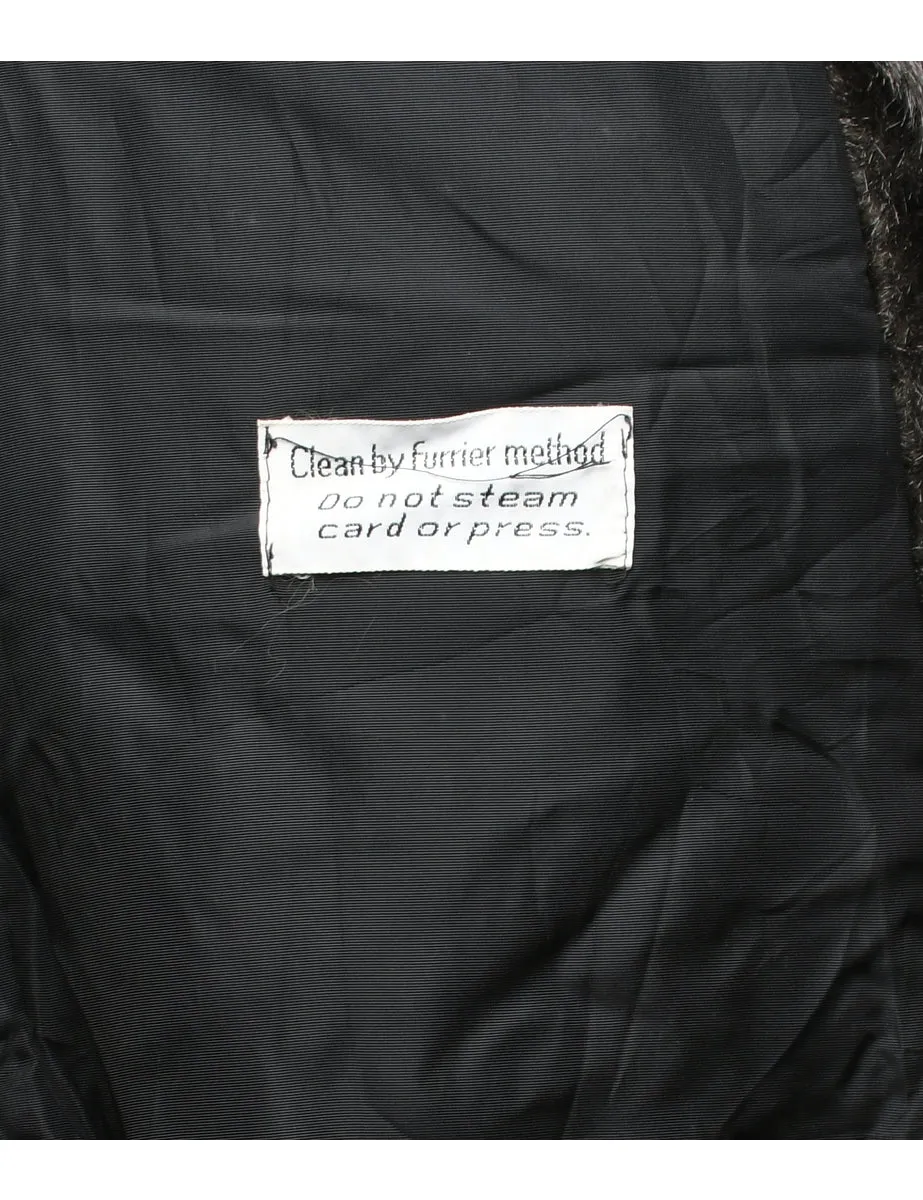 Clean by furrier method
Do not steam
card or press.